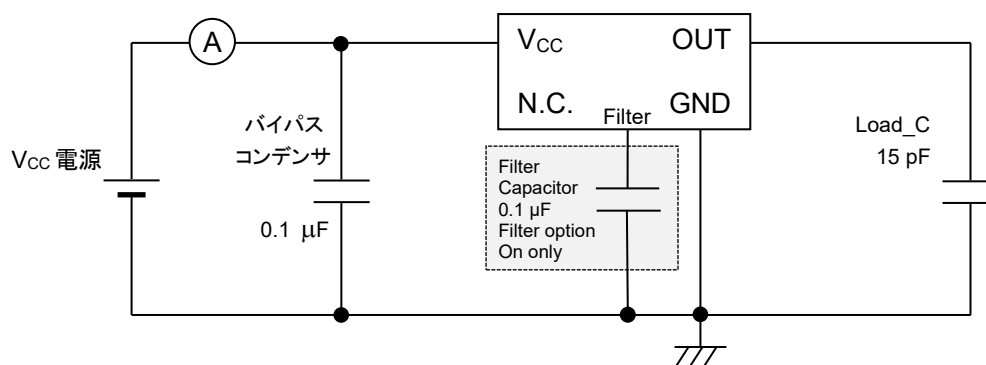 A
VCC
OUT
N.C.
GND
Filter
バイパス
コンデンサ
0.1 μF
VCC 電源
Filter
Capacitor
0.1 µF
Filter option
On only
Load_C
15 pF